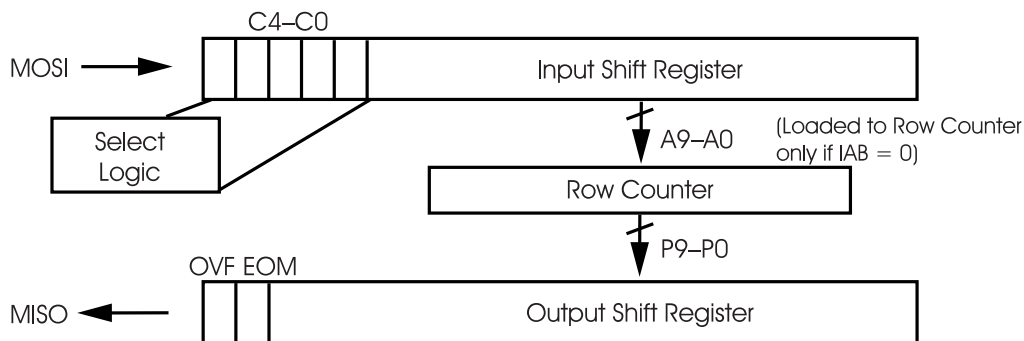 C4–C0
MOSI
Input Shift Register
Select
Logic
A9–A0
(Loaded to Row Counter
only if IAB = 0)
Row Counter
P9–P0
OVF EOM
MISO
Output Shift Register